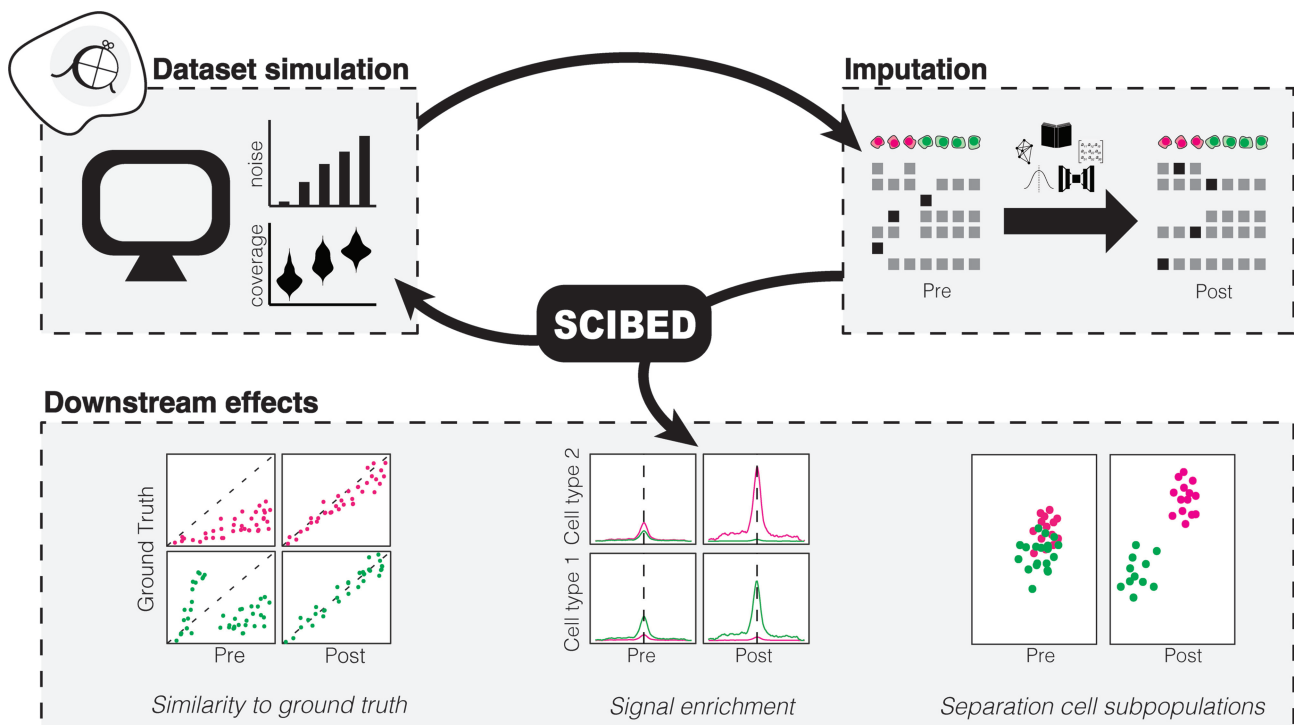 Dataset simulation
noise
coverage
Imputation
Pre
Post
SCIBED
Downstream effects
Ground Truth
Pre
Post
Similarity to ground truth
Cell type 2
Cell type 1
Pre
Post
Signal enrichment
Pre
Post
Separation cell subpopulations